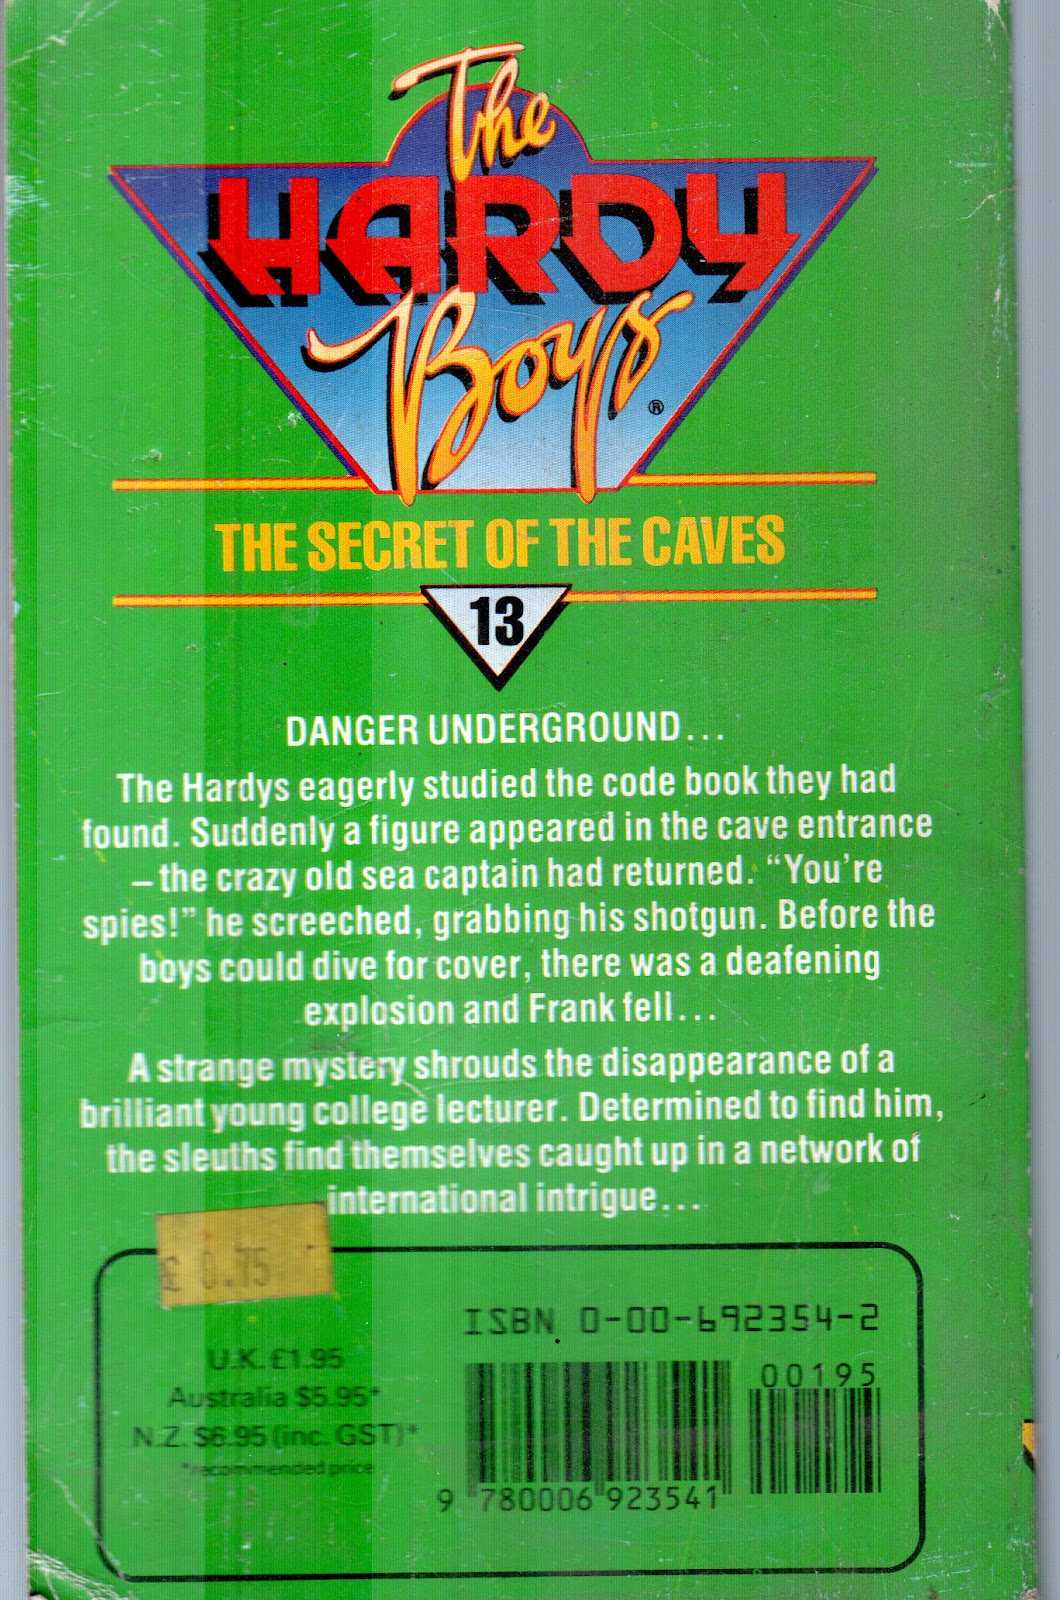 The
HARDY
Boys
®
THE SECRET OF THE CAVES
13
DANGER UNDERGROUND...
The Hardys eagerly studied the code book they had
found. Suddenly a figure appeared in the cave entrance
– the crazy old sea captain had returned. “You’re
spies!” he screeched, grabbing his shotgun. Before the
boys could dive for cover, there was a deafening
explosion and Frank fell...
A strange mystery shrouds the disappearance of a
brilliant young college lecturer. Determined to find him,
the sleuths find themselves caught up in a network of
international intrigue...
£ 0.75
ISBN 0-00-692354-2
U.K. £1.95
Australia $5.95*
N.Z. $6.95 (inc. GST)*
*recommended price
00195
9 780006 923541